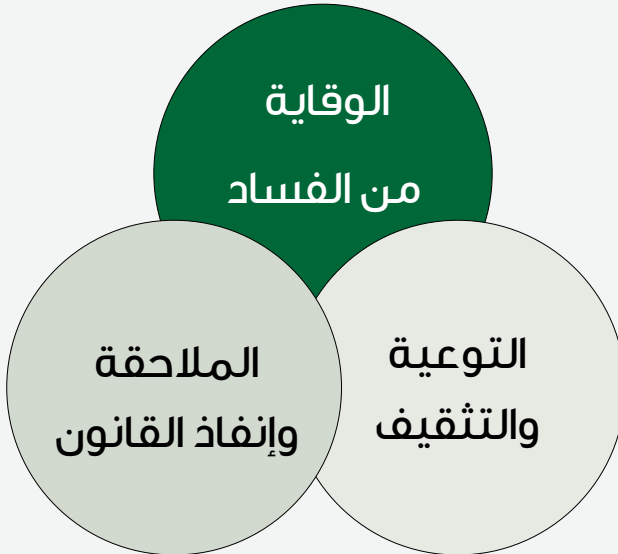 الوقاية
من الفساد
التوعية
والتثقيف
الملاحقة
وإنفاذ القانون